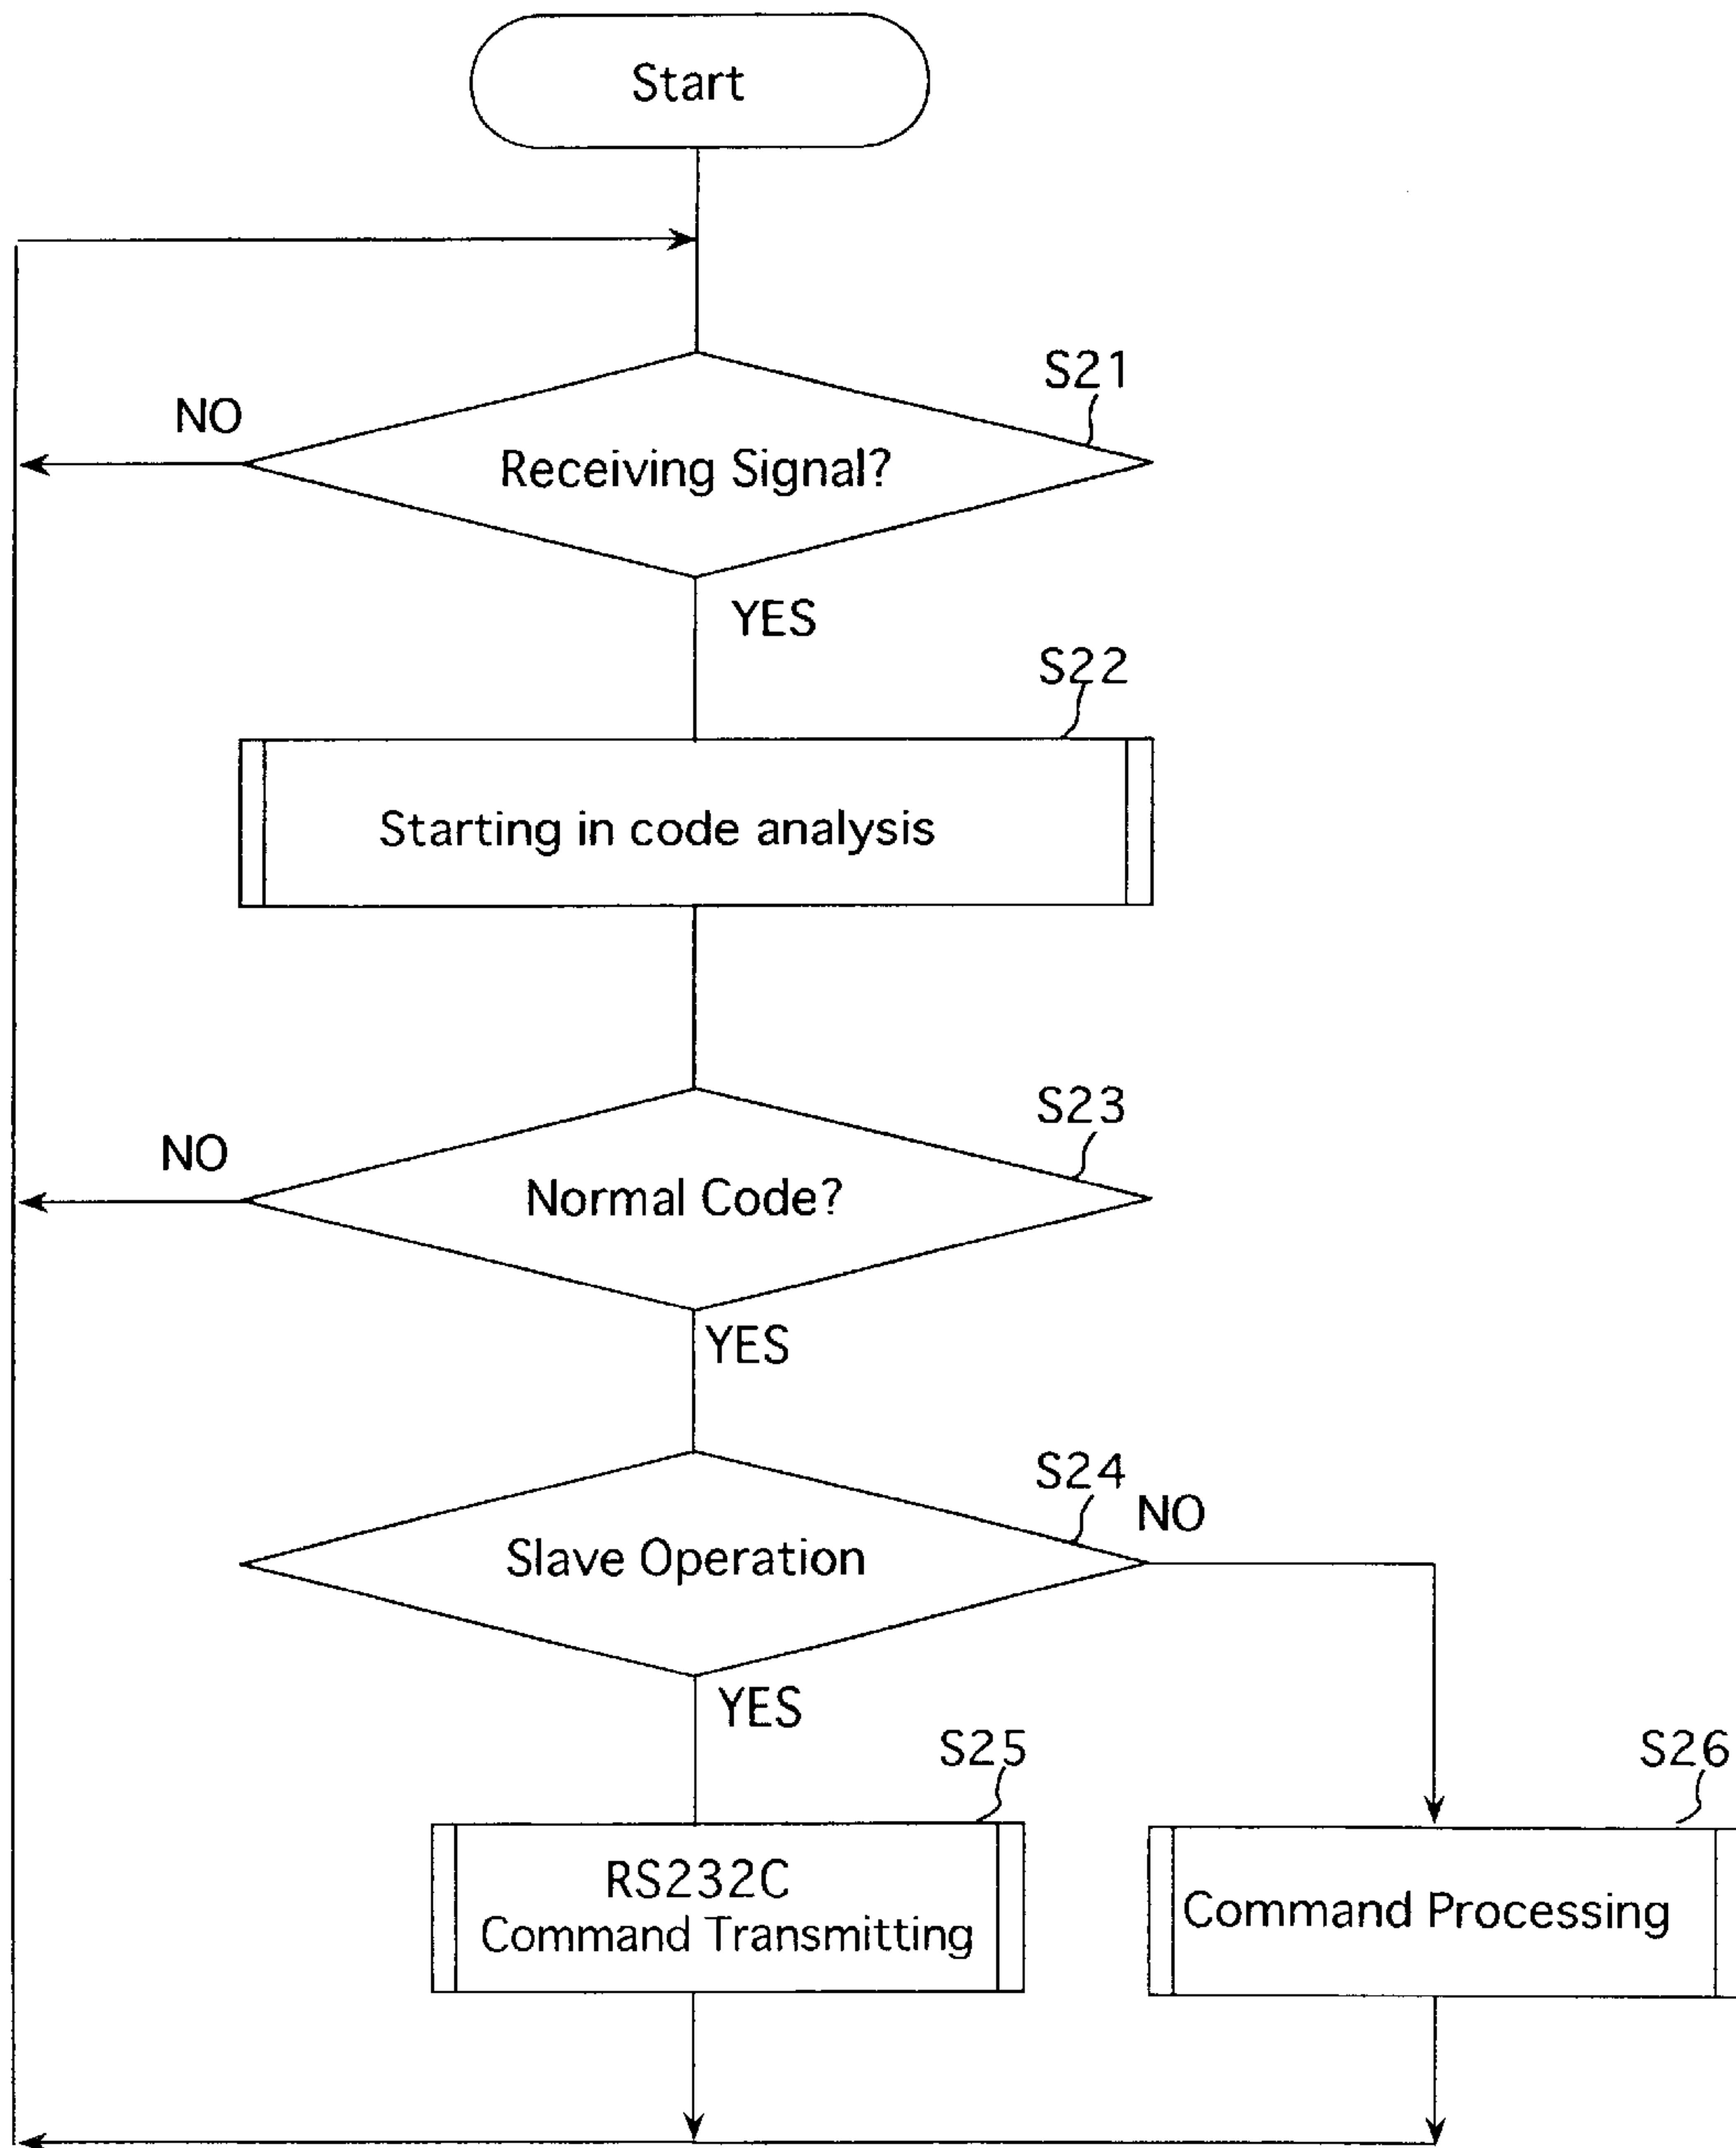 Start
S21
NO
Receiving Signal?
YES
S22
Starting in code analysis
S23
NO
Normal Code?
YES
S24
NO
Slave Operation
YES
S25
S26
RS232C
Command Transmitting
Command Processing